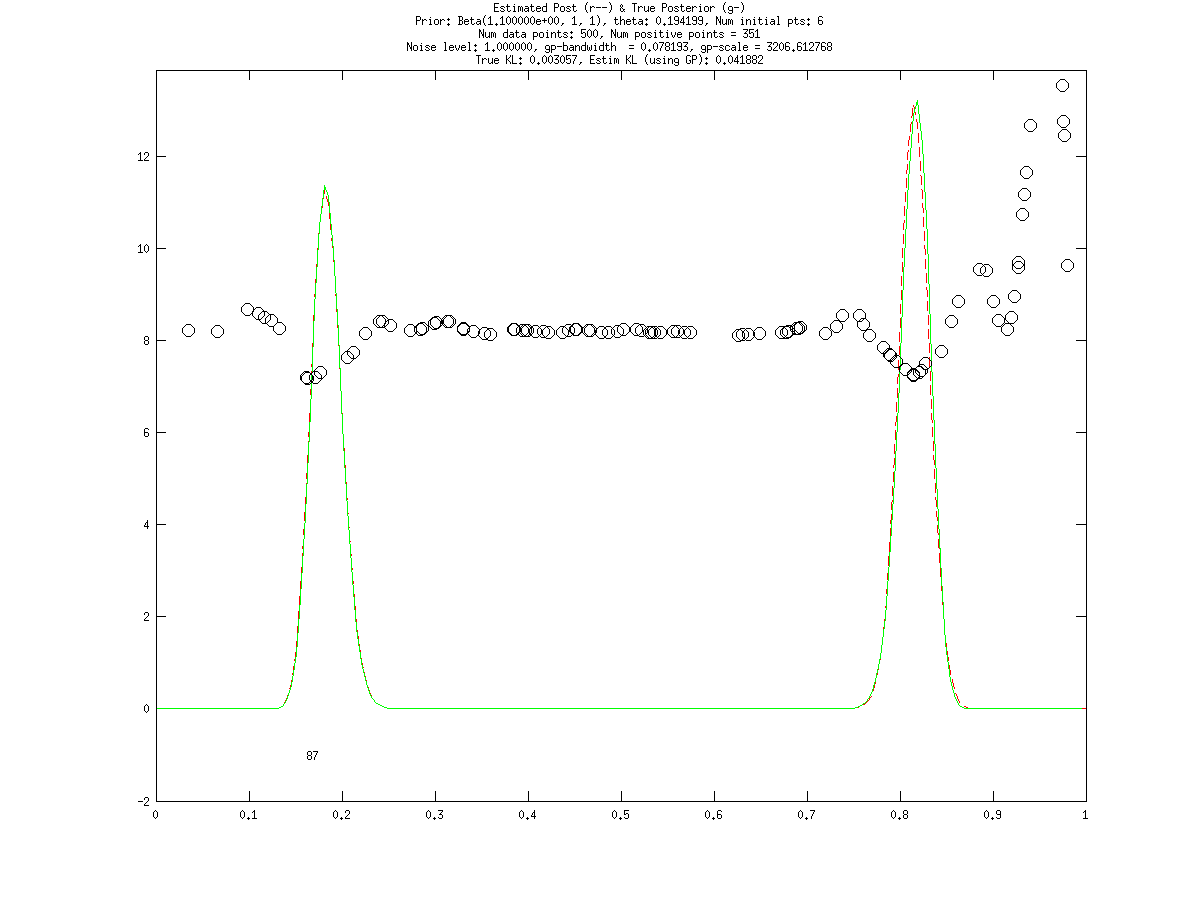 Estimated Post (r--) & True Posterior (g-)
Prior: Beta(1.100000e+00, 1, 1), theta: 0.194199, Num initial pts: 6
Num data points: 500, Num positive points = 351
Noise level: 1.000000, gp-bandwidth  = 0.078193, gp-scale = 3206.612768
True KL: 0.003057, Estim KL (using GP): 0.041882
12
10
8
6
4
2
0
87
-2
0 0.1 0.2 0.3 0.4 0.5 0.6 0.7 0.8 0.9 1